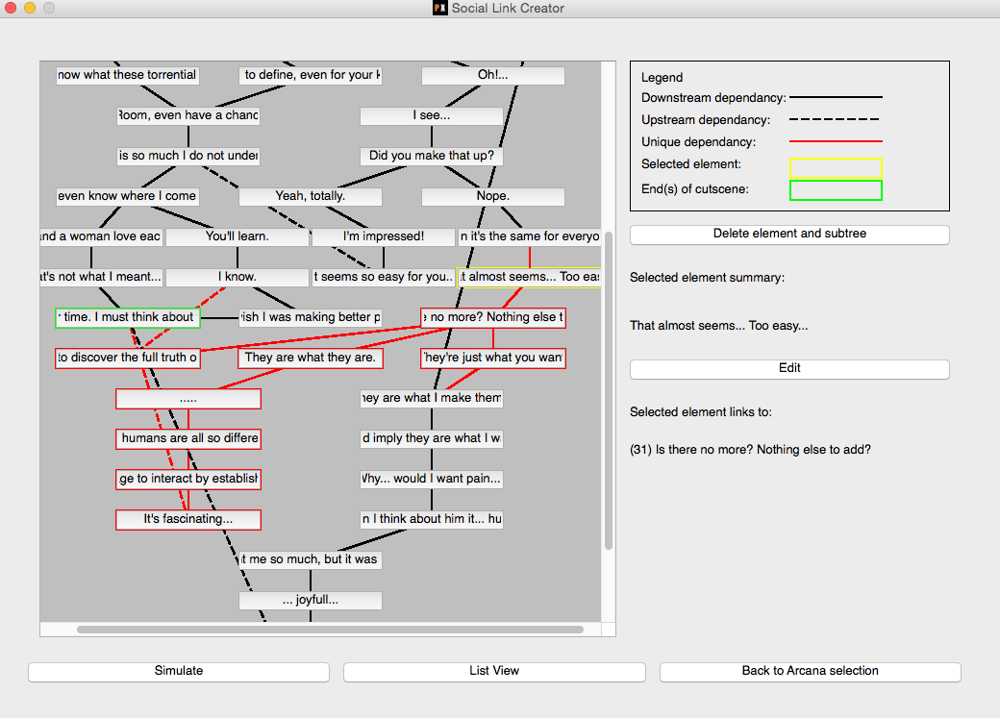 PX Social Link Creator
now what these torrential
to define, even for your k
Oh!...
Room, even have a chanc
I see...
is so much I do not under
Did you make that up?
even know where I come
Yeah, totally.
Nope.
nd a woman love eac
You'll learn.
I'm impressed!
n it's the same for everyo
at's not what I meant...
I know.
t seems so easy for you...
t almost seems... Too eas
time. I must think about
ish I was making better p
e no more? Nothing else t
to discover the full truth o
They are what they are.
They're just what you want
.....
hey are what I make them
humans are all so differe
d imply they are what I wa
ge to interact by establish
Why... would I want pain...
It's fascinating...
n I think about him it... hu
t me so much, but it was
... joyfull...
Legend
Downstream dependancy:
Upstream dependancy:
Unique dependancy:
Selected element:
End(s) of cutscene:
Delete element and subtree
Selected element summary:
That almost seems... Too easy...
Edit
Selected element links to:
(31) Is there no more? Nothing else to add?
Simulate
List View
Back to Arcana selection